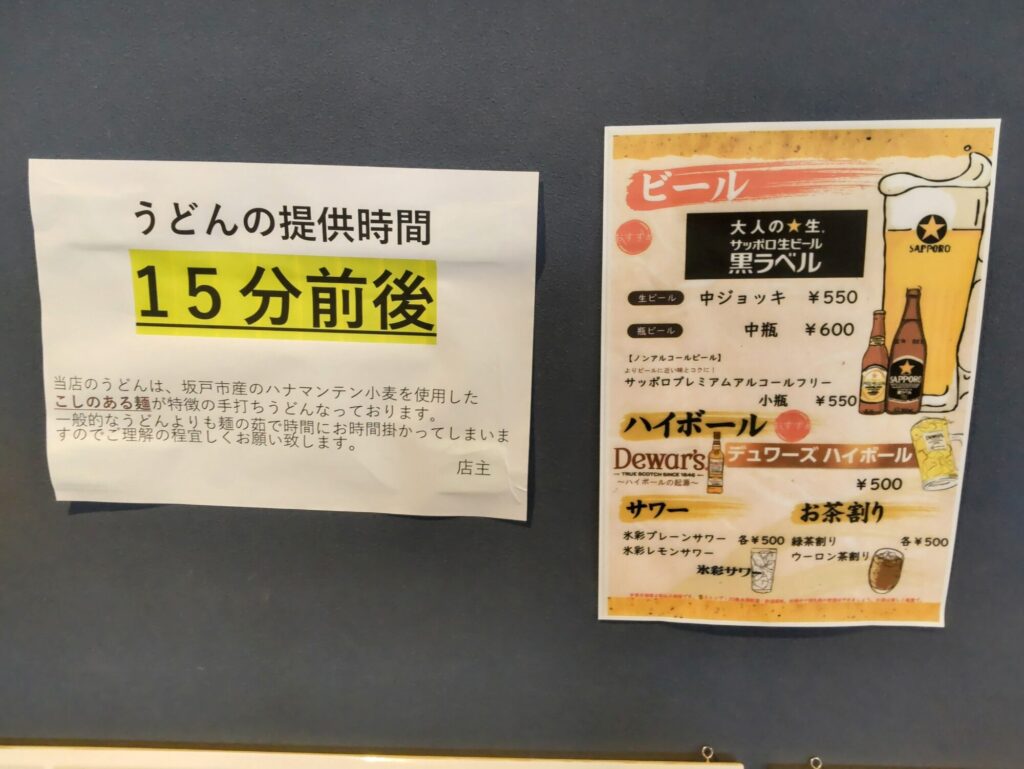 うどんの提供時間
15分前後
当店のうどんは、坂戸市産のハナマンテン小麦を使用した
こしのある麺が特徴の手打ちうどんなっております。
一般的なうどんよりも麺の茹で時間にお時間掛かってしまいま
すのでご理解の程宜しくお願い致します。
店主
ビール
おすすめ
大人の★生。
サッポロ生ビール
黒ラベル
生ビール 中ジョッキ ¥550
瓶ビール 中瓶 ¥600
【ノンアルコールビール】
よりビールに近い味とコクに!
サッポロプレミアムアルコールフリー
小瓶 ¥550
SAPPORO
SAPPORO
ハイボール
おすすめ
Dewar's
TRUE SCOTCH SINCE 1846
～ハイボールの起源～
デュワーズ ハイボール
¥500
サワー
氷彩プレーンサワー 各¥500
氷彩レモンサワー
氷彩サワー
お茶割り
緑茶割り 各¥500
ウーロン茶割り